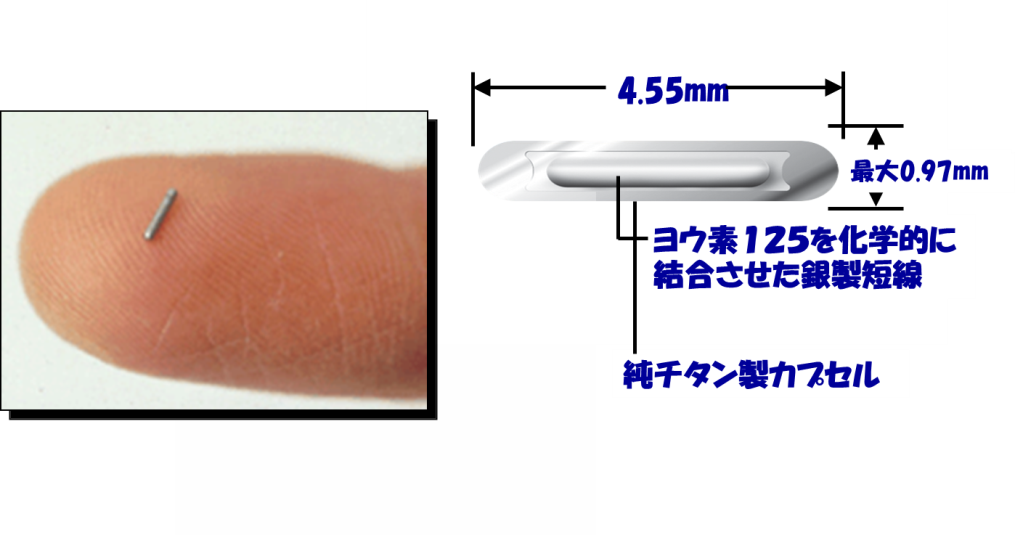 4.55mm
最大0.97mm
ヨウ素125を化学的に
結合させた銀製短線
純チタン製カプセル